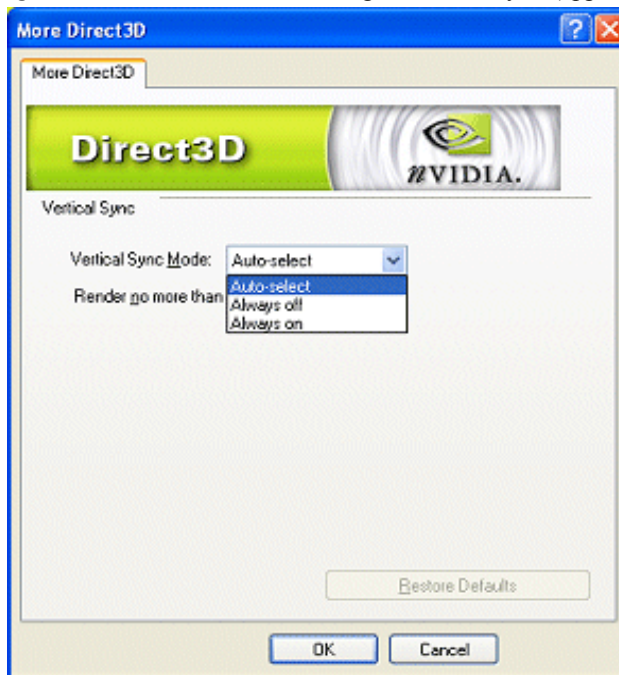 More Direct3D
More Direct3D
Direct3D
NVIDIA.
Vertical Sync
Vertical Sync Mode: Auto-select
Auto-select
Render no more than
Always off
Always on
Restore Defaults
OK Cancel